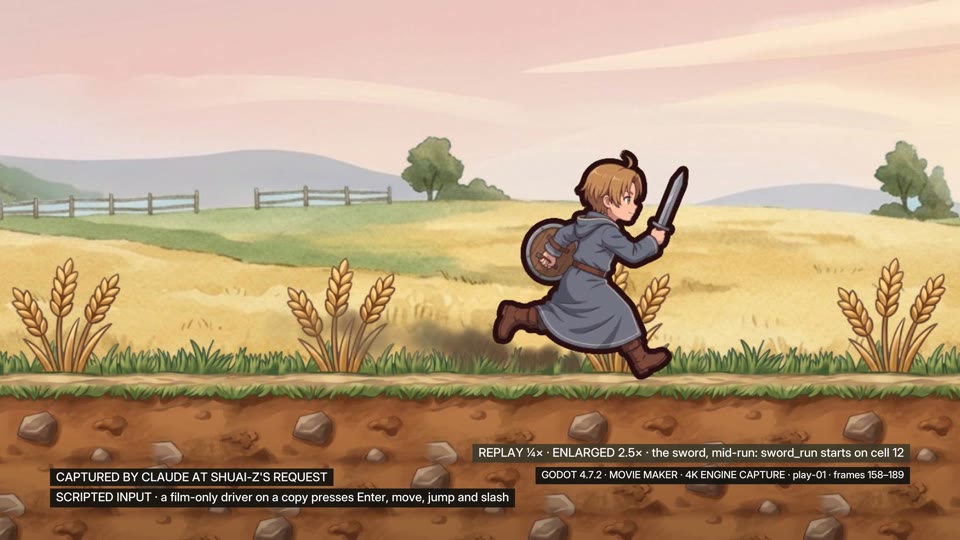 REPLAY ¼× · ENLARGED 2.5× · the sword, mid-run: sword_run starts on cell 12
GODOT 4.7.2 · MOVIE MAKER · 4K ENGINE CAPTURE · play-01 · frames 158–189
CAPTURED BY CLAUDE AT SHUAI-Z'S REQUEST
SCRIPTED INPUT · a film-only driver on a copy presses Enter, move, jump and slash